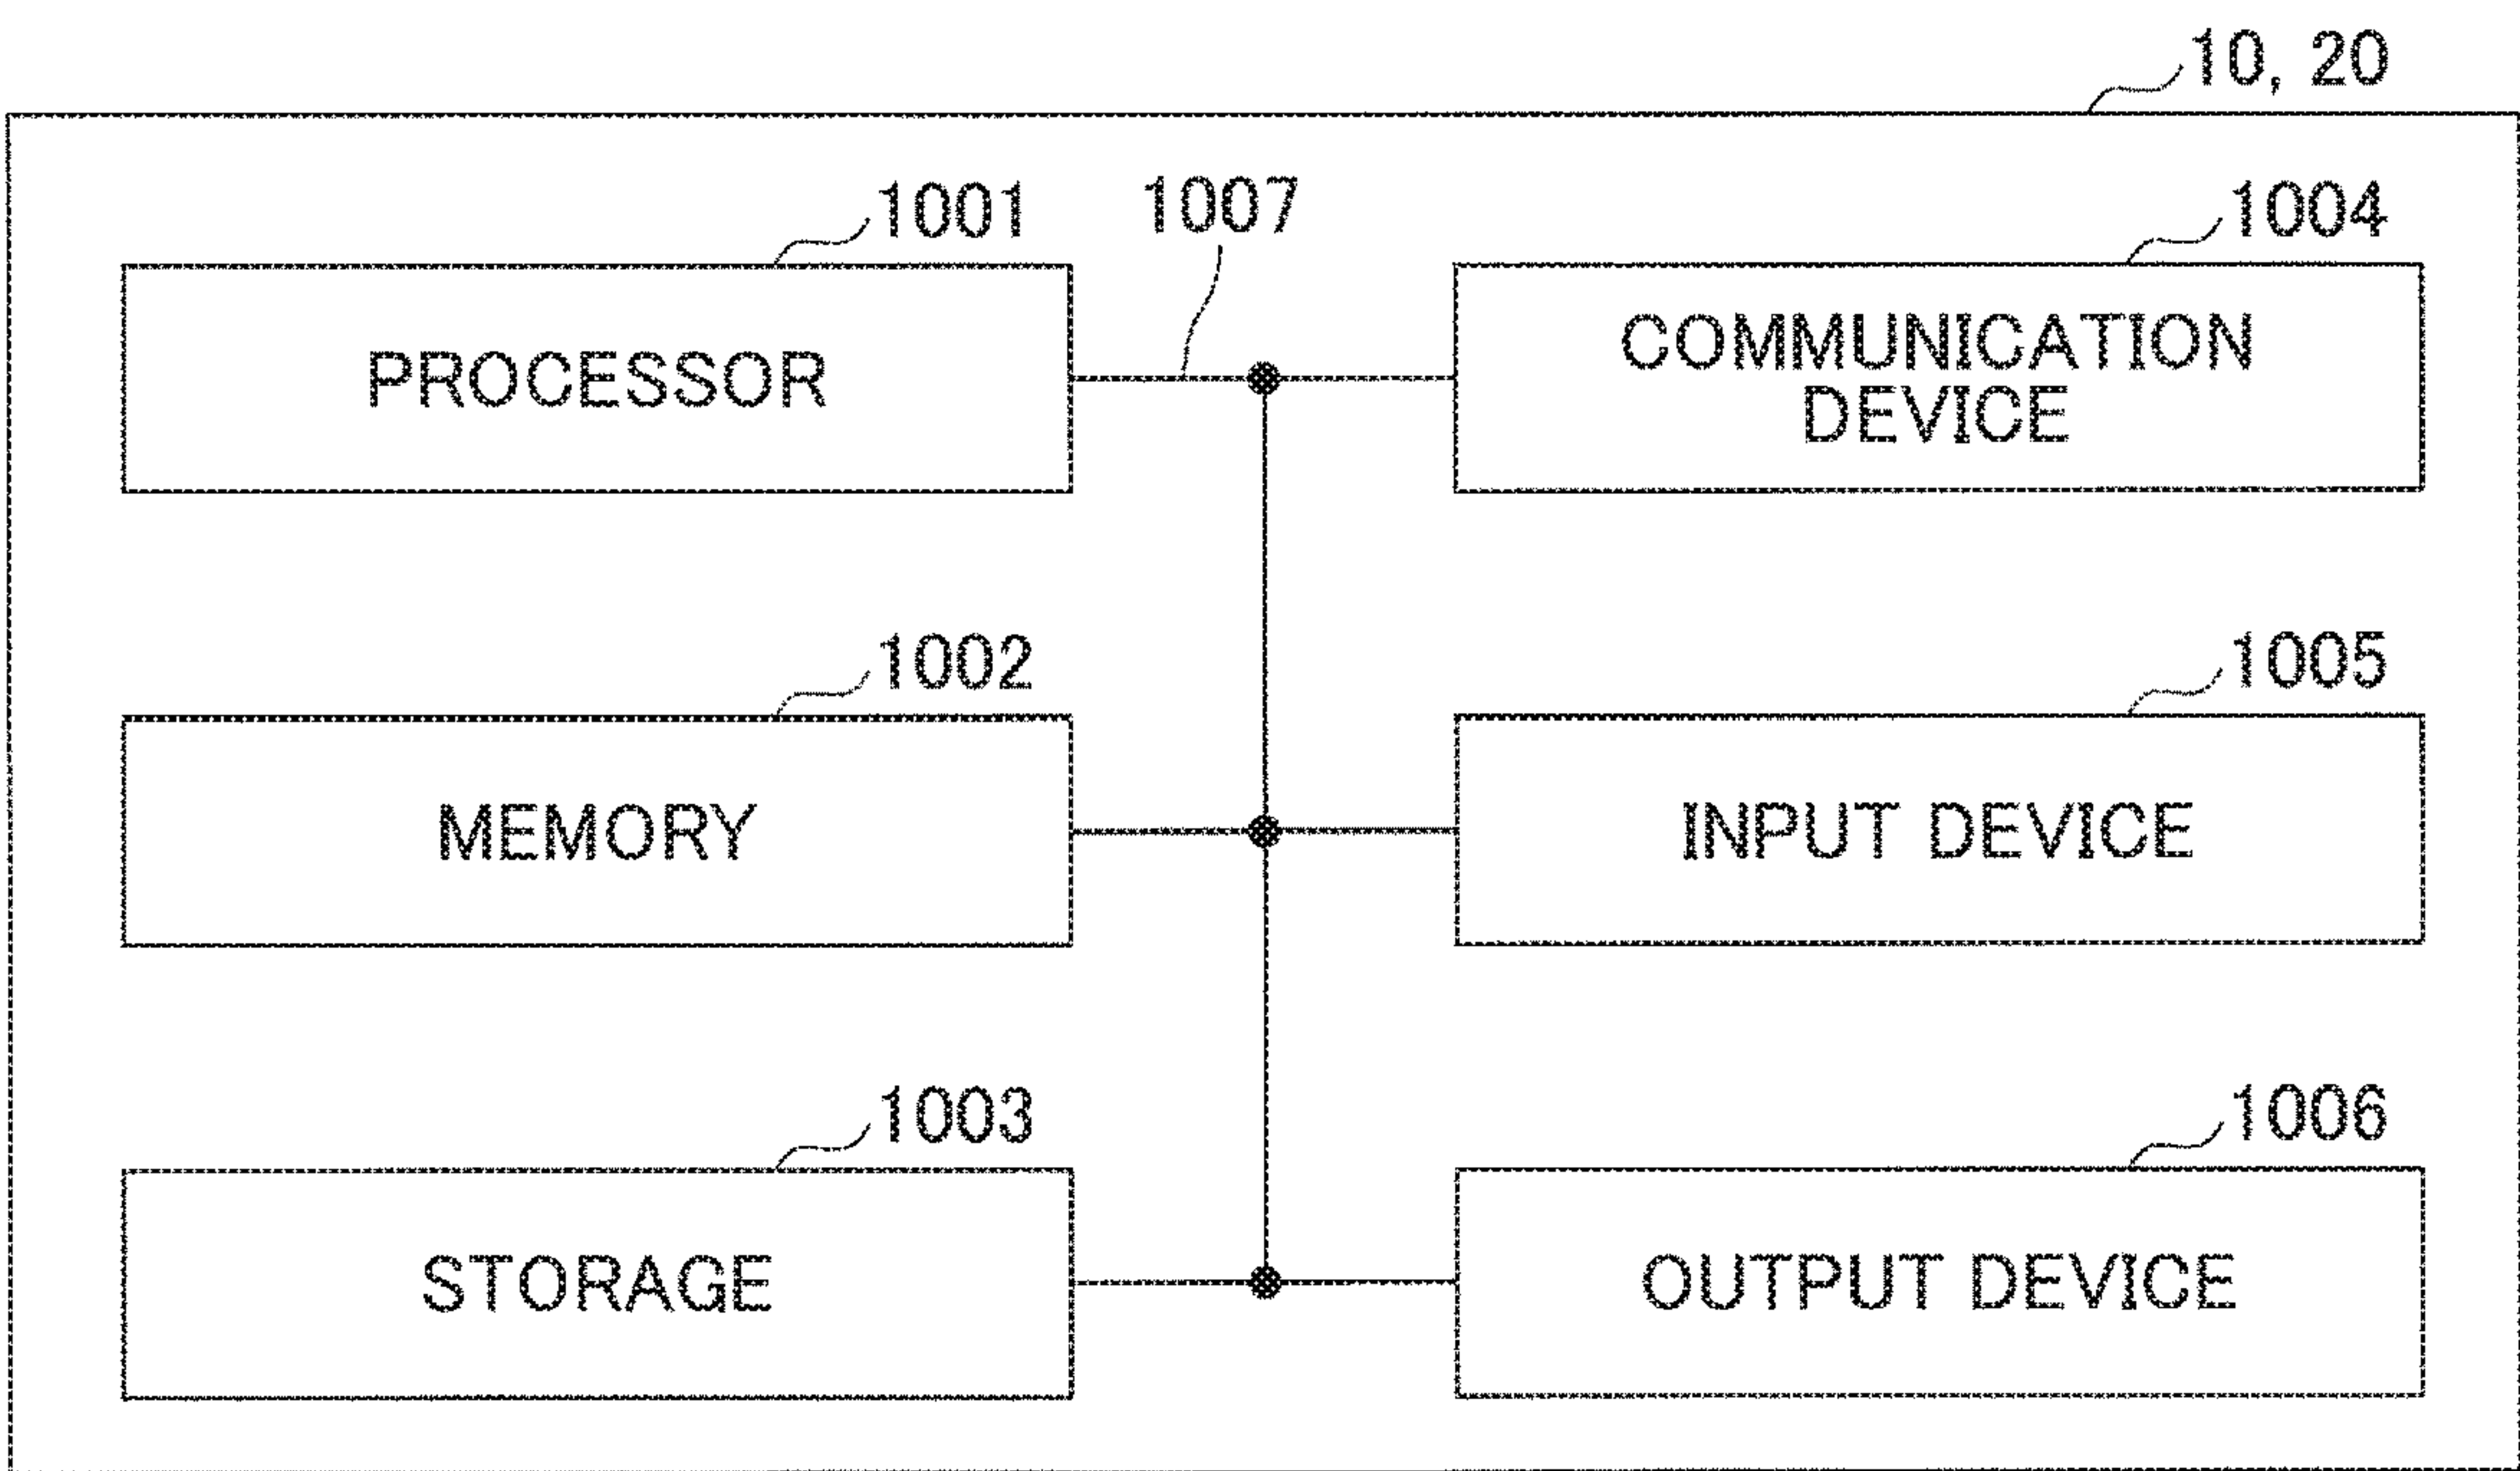 10, 20
1001
1007
1004
PROCESSOR
COMMUNICATION
DEVICE
1002
1005
MEMORY
INPUT DEVICE
1003
1006
STORAGE
OUTPUT DEVICE